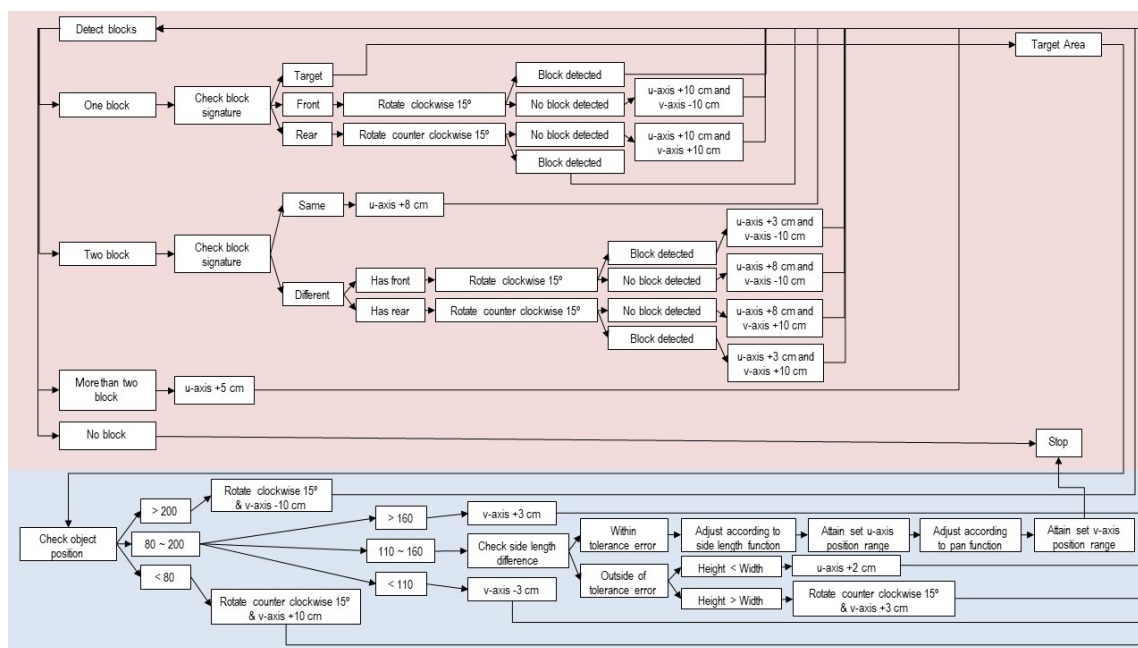 Detect blocks
Target Area
One block
Check block
signature
Target
Front
Rear
Rotate clockwise 15º
Rotate counter clockwise 15º
Block detected
No block detected
No block detected
Block detected
u-axis +10 cm and
v-axis -10 cm
u-axis +10 cm and
v-axis +10 cm
Two block
Check block
signature
Same
u-axis +8 cm
Different
Has front
Has rear
Rotate clockwise 15º
Rotate counter clockwise 15º
Block detected
No block detected
No block detected
Block detected
u-axis +3 cm and
v-axis -10 cm
u-axis +8 cm and
v-axis -10 cm
u-axis +8 cm and
v-axis +10 cm
u-axis +3 cm and
v-axis +10 cm
More than two
block
u-axis +5 cm
No block
Stop
Check object
position
> 200
80 ~ 200
< 80
Rotate clockwise 15º
& v-axis -10 cm
Rotate counter clockwise 15º
& v-axis +10 cm
> 160
110 ~ 160
< 110
v-axis +3 cm
Check side length
difference
v-axis -3 cm
Within
tolerance error
Outside of
tolerance error
Adjust according to
side length function
Attain set u-axis
position range
Adjust according
to pan function
Attain set v-axis
position range
Height < Width
Height > Width
u-axis +2 cm
Rotate counter clockwise 15º
& v-axis +3 cm